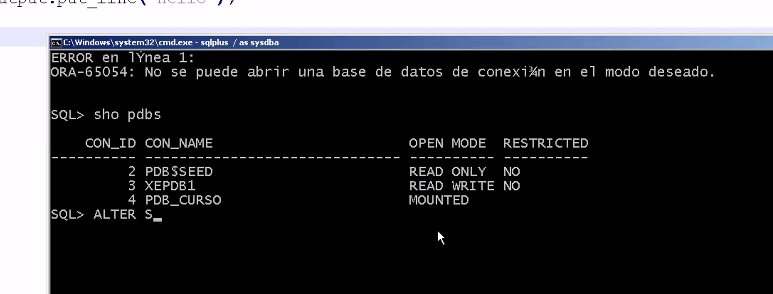 utput.put_line('hello');
C:\Windows\system32\cmd.exe - sqlplus / as sysdba
ERROR en lÝnea 1:
ORA-65054: No se puede abrir una base de datos de conexi¾n en el modo deseado.
SQL> sho pdbs
CON_ID CON_NAME OPEN MODE RESTRICTED
---------- ------------------------------ ---------- ----------
2 PDB$SEED READ ONLY NO
3 XEPDB1 READ WRITE NO
4 PDB_CURSO MOUNTED
SQL> ALTER S_